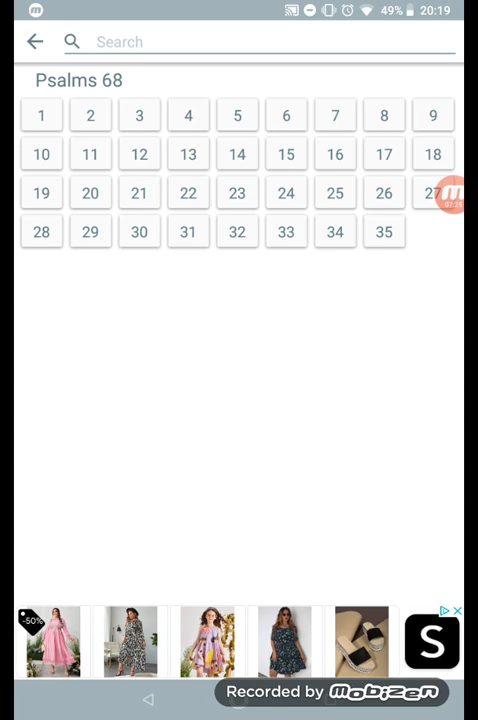 49% 20:19
Search
Psalms 68
1 2 3 4 5 6 7 8 9
10 11 12 13 14 15 16 17 18
19 20 21 22 23 24 25 26 27
07:29
28 29 30 31 32 33 34 35
-50%
S
Recorded by mobizen